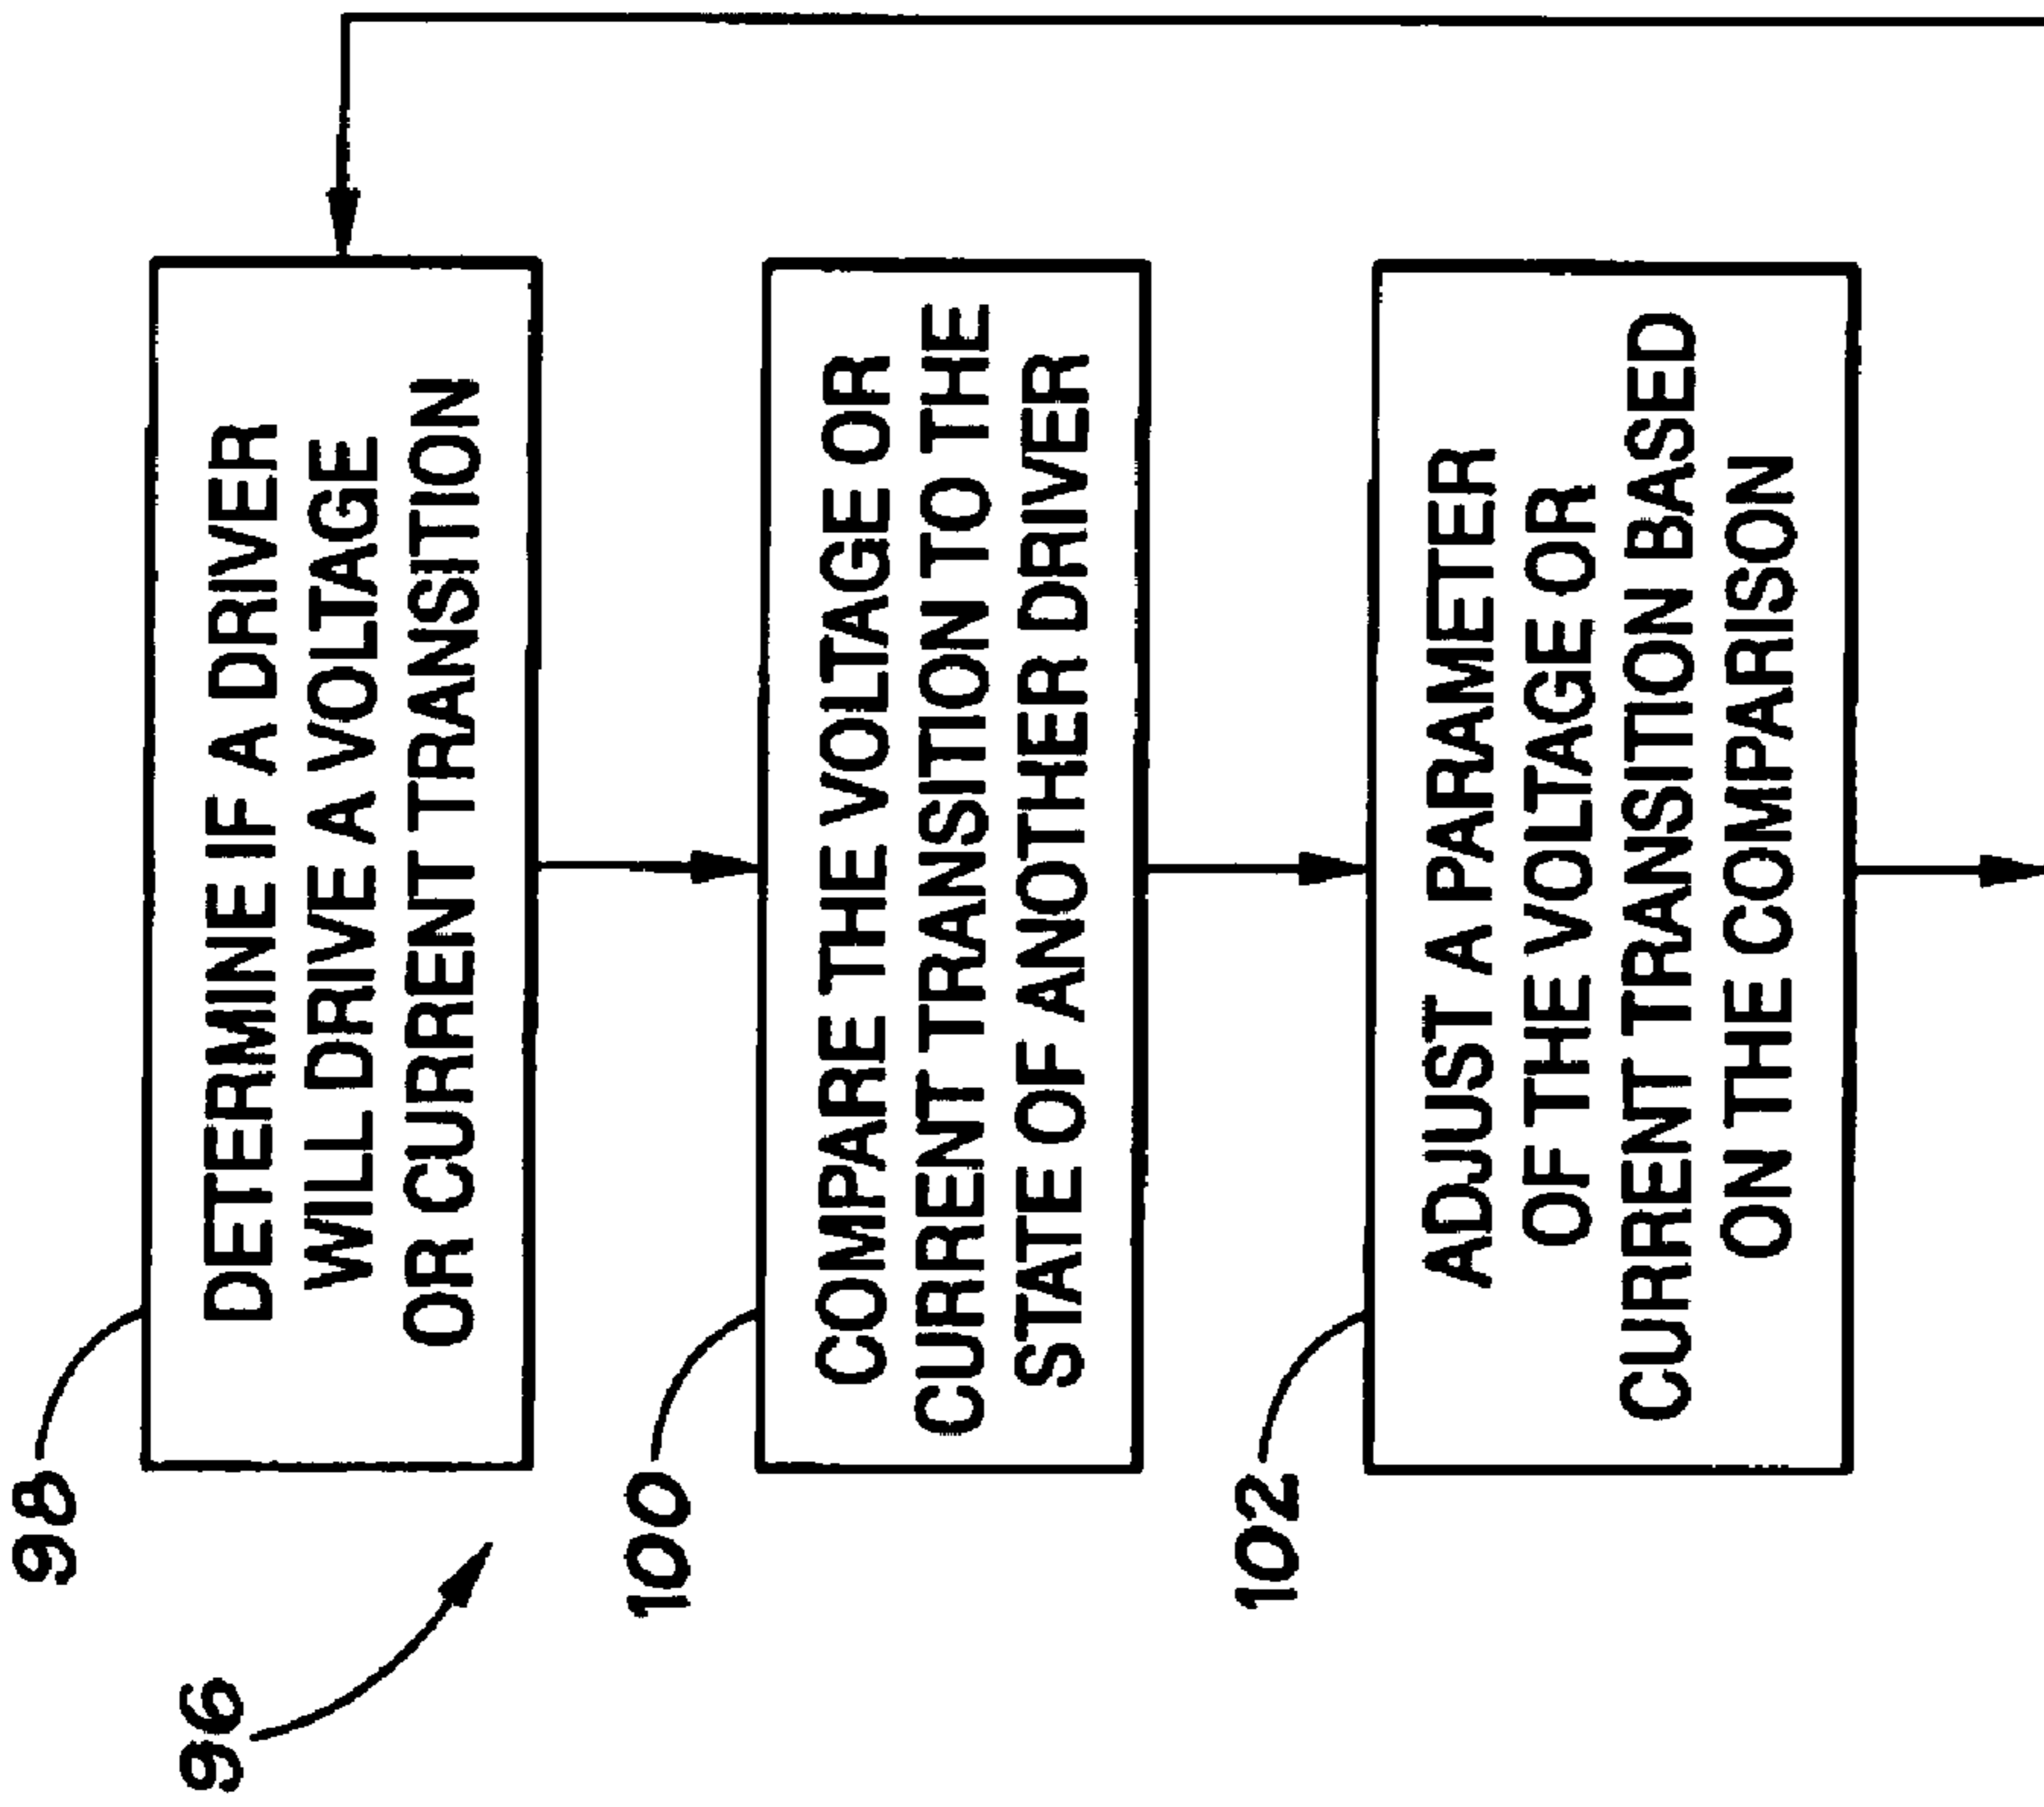 96
98
DETERMINE IF A DRIVER
WILL DRIVE A VOLTAGE
OR CURRENT TRANSITION
100
COMPARE THE VOLTAGE OR
CURRENT TRANSITION TO THE
STATE OF ANOTHER DRIVER
102
ADJUST A PARAMETER
OF THE VOLTAGE OR
CURRENT TRANSITION BASED
ON THE COMPARISON